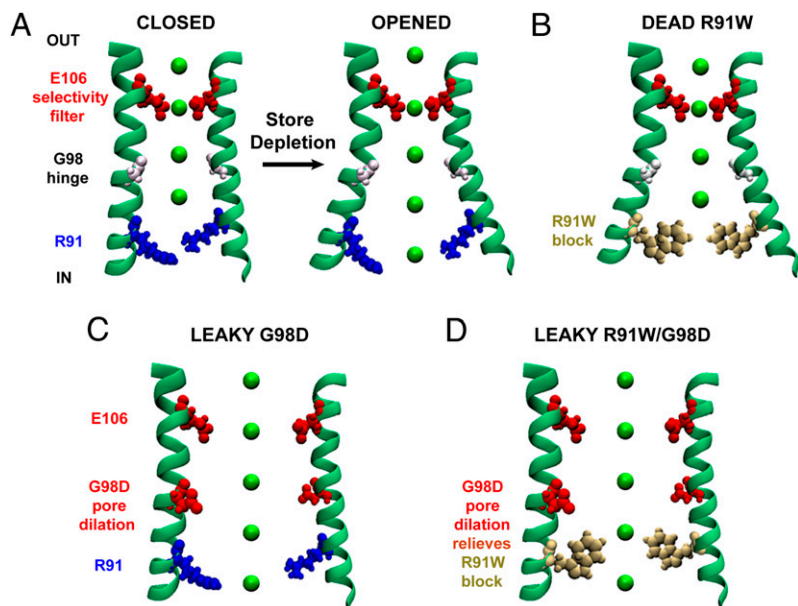 A
CLOSED
OPENED
OUT
E106
selectivity
filter
Store
Depletion
G98
hinge
R91
IN
B
DEAD R91W
R91W
block
C
LEAKY G98D
E106
G98D
pore
dilation
R91
D
LEAKY R91W/G98D
G98D
pore
dilation
relieves
R91W
block